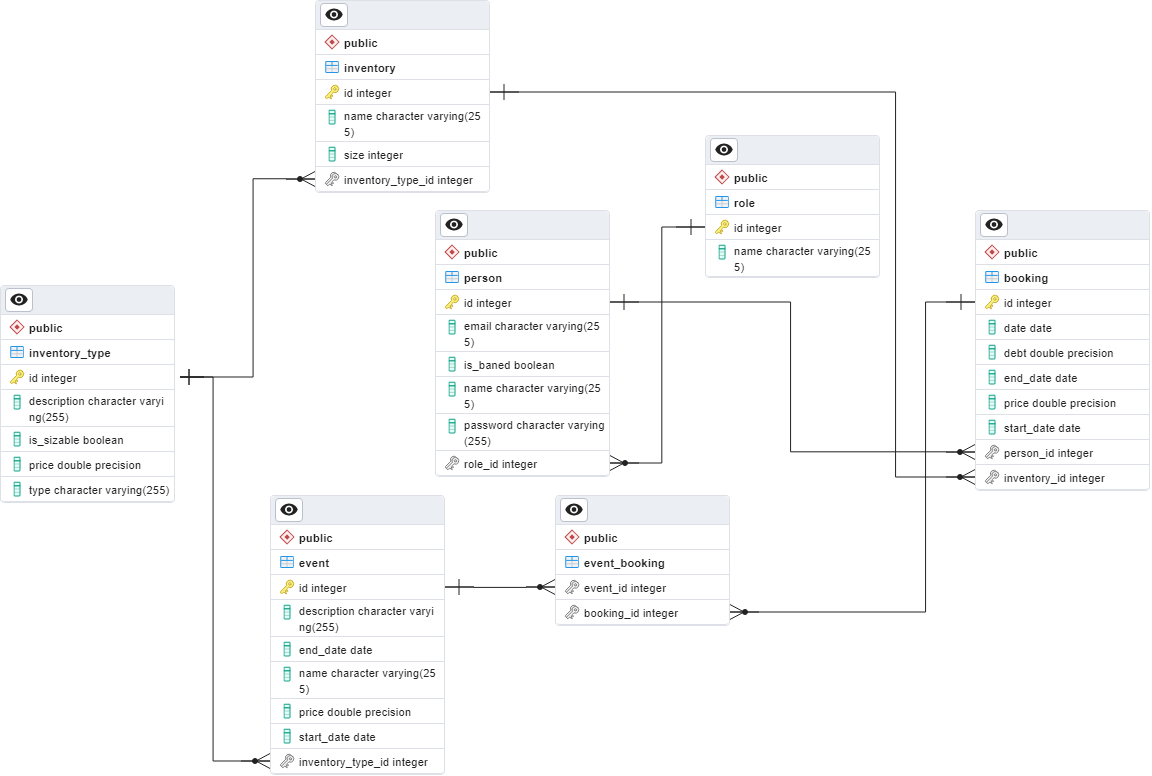 public
inventory
id integer
name character varying(25
5)
size integer
inventory_type_id integer
public
role
id integer
name character varying(25
5)
public
person
id integer
email character varying(25
5)
is_baned boolean
name character varying(25
5)
password character varying
(255)
role_id integer
public
booking
id integer
date date
debt double precision
end_date date
price double precision
start_date date
person_id integer
inventory_id integer
public
inventory_type
id integer
description character varyi
ng(255)
is_sizable boolean
price double precision
type character varying(255)
public
event
id integer
description character varyi
ng(255)
end_date date
name character varying(25
5)
price double precision
start_date date
inventory_type_id integer
public
event_booking
event_id integer
booking_id integer